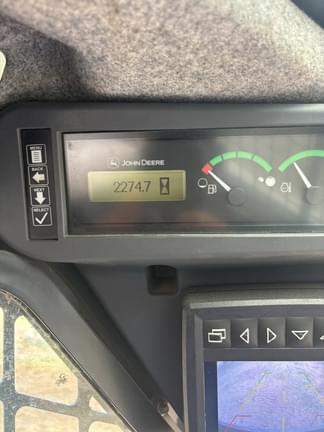 MENU
BACK
NEXT
SELECT
JOHN DEERE
2274.7